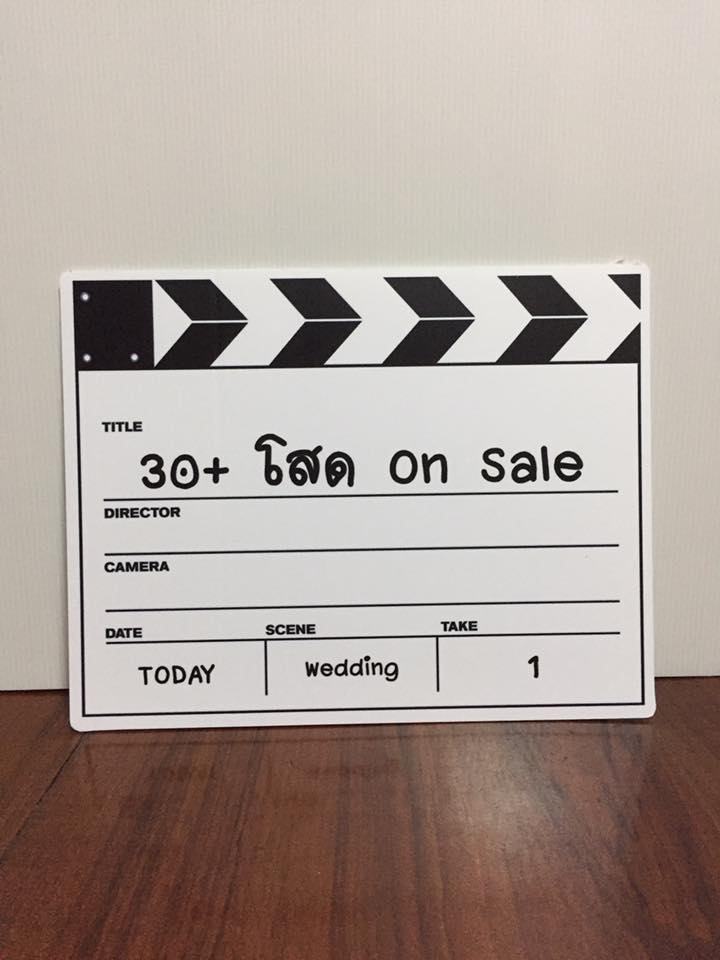 TITLE
30+ โสด on Sale
DIRECTOR
CAMERA
DATE SCENE TAKE
TODAY Wedding 1